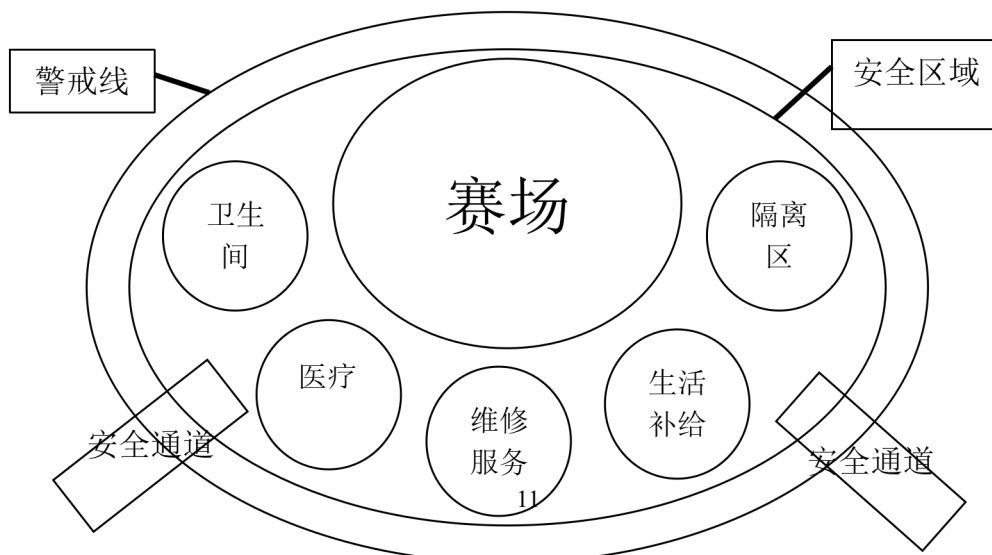 警戒线
安全区域
赛场
卫生
间
隔离
区
医疗
维修
服务
生活
补给
安全通道
安全通道
11